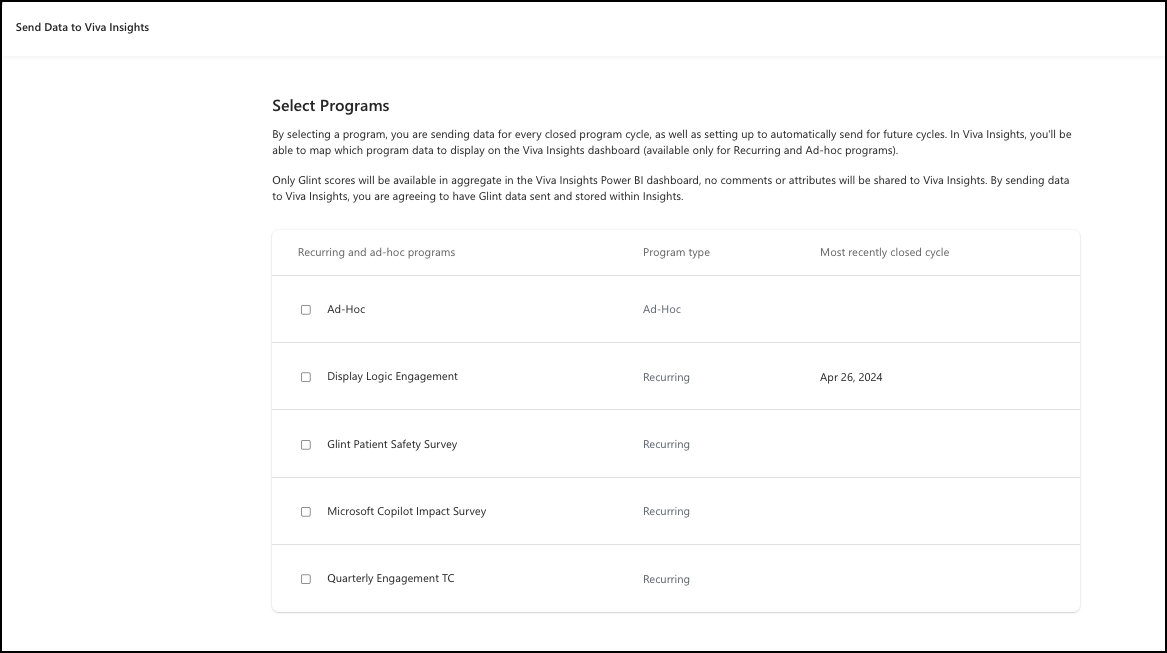 Send Data to Viva Insights
Select Programs
By selecting a program, you are sending data for every closed program cycle, as well as setting up to automatically send for future cycles. In Viva Insights, you'll be
able to map which program data to display on the Viva Insights dashboard (available only for Recurring and Ad-hoc programs).
Only Glint scores will be available in aggregate in the Viva Insights Power BI dashboard, no comments or attributes will be shared to Viva Insights. By sending data
to Viva Insights, you are agreeing to have Glint data sent and stored within Insights.
Recurring and ad-hoc programs Program type Most recently closed cycle
Ad-Hoc Ad-Hoc
Display Logic Engagement Recurring Apr 26, 2024
Glint Patient Safety Survey Recurring
Microsoft Copilot Impact Survey Recurring
Quarterly Engagement TC Recurring